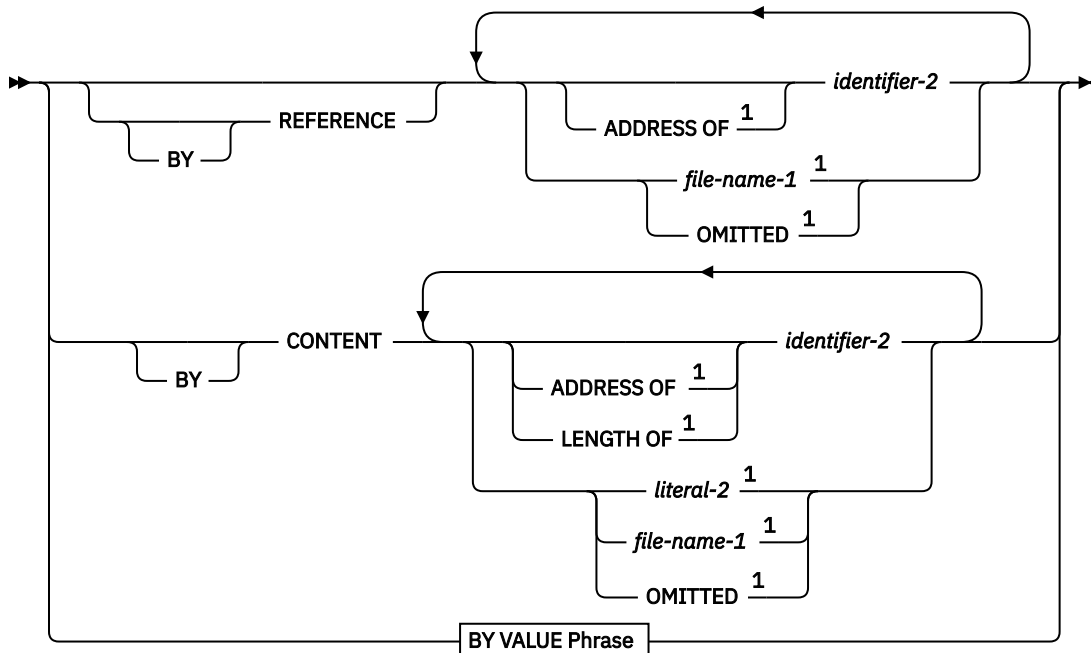 identifier-2
REFERENCE
ADDRESS OF 1
BY
file-name-1 1
OMITTED 1
CONTENT
identifier-2
BY
ADDRESS OF 1
LENGTH OF 1
literal-2 1
file-name-1 1
OMITTED 1
BY VALUE Phrase